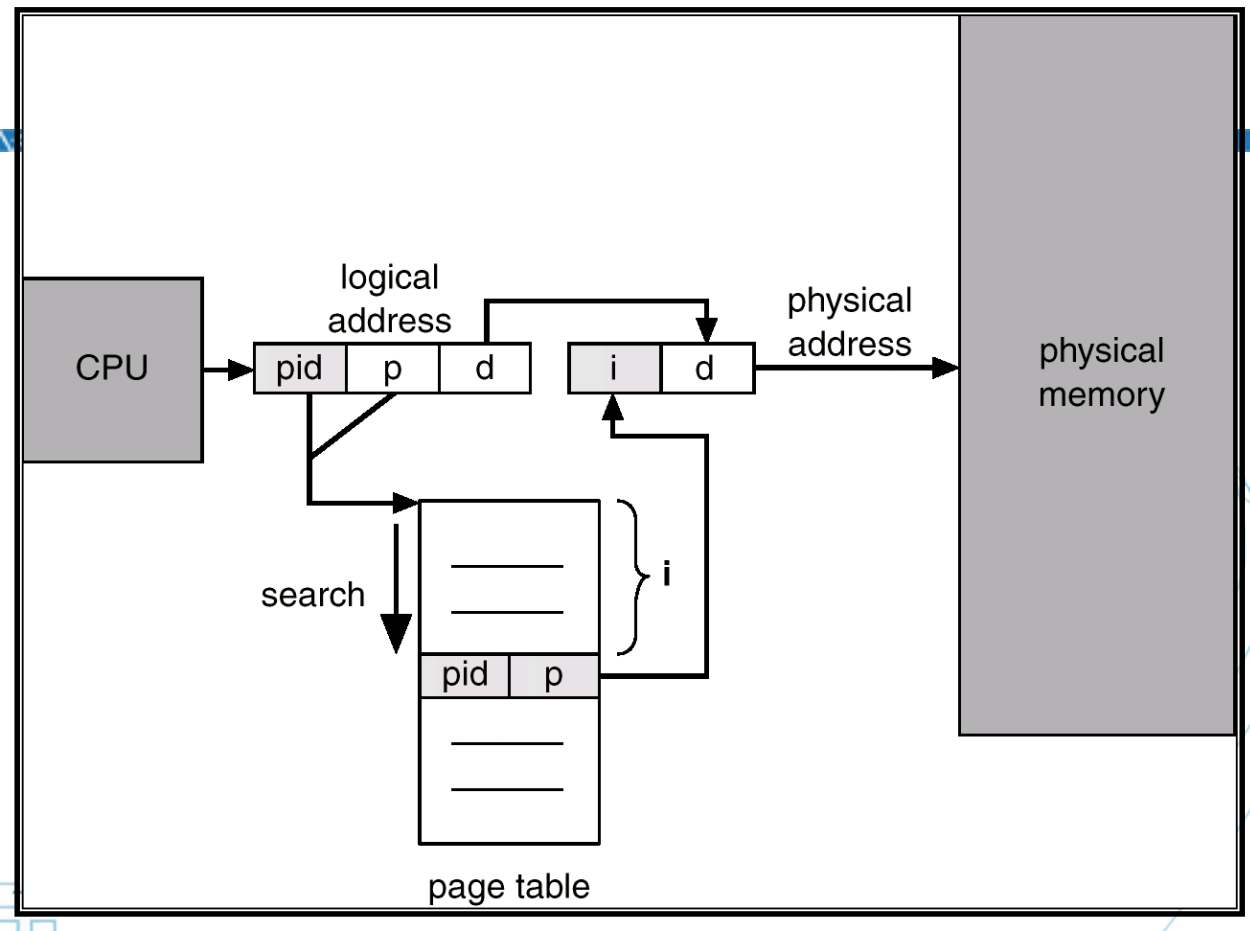 logical
address
physical
address
CPU
pid
p
d
i
d
physical
memory
search
i
pid
p
page table